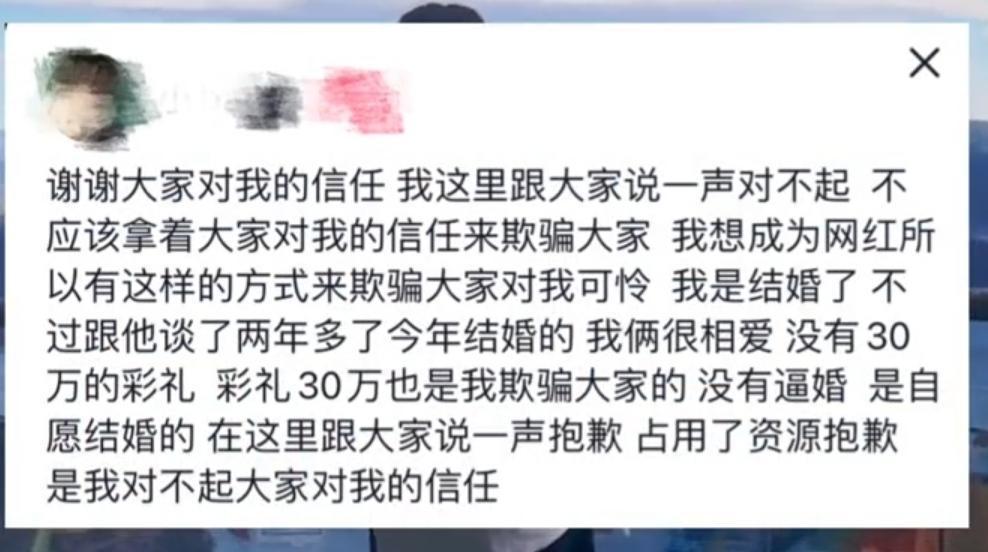 谢谢大家对我的信任 我这里跟大家说一声对不起 不
应该拿着大家对我的信任来欺骗大家 我想成为网红所
以有这样的方式来欺骗大家对我可怜 我是结婚了 不
过跟他谈了两年多了今年结婚的 我俩很相爱 没有30
万的彩礼 彩礼30万也是我欺骗大家的 没有逼婚 是自
愿结婚的 在这里跟大家说一声抱歉 占用了资源抱歉
是我对不起大家对我的信任